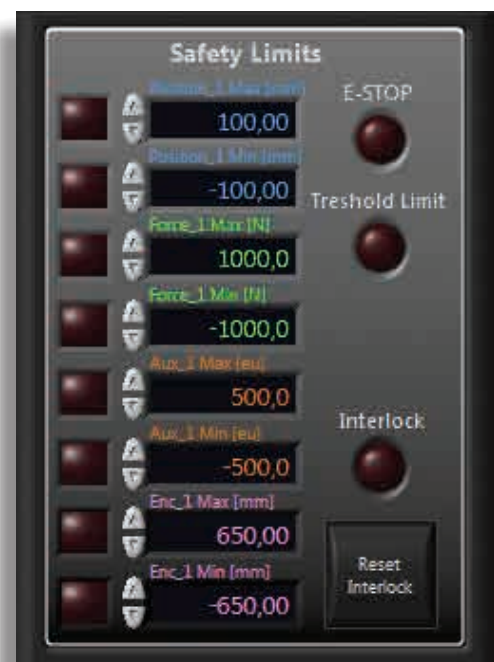 Safety Limits
Position_1 Max [mm]
100,00
Position_1 Min [mm]
-100,00
Force_1 Max [N]
1000,0
Force_1 Min [N]
-1000,0
Aux_1 Max [eu]
500,0
Aux_1 Min [eu]
-500,0
Enc_1 Max [mm]
650,00
Enc_1 Min [mm]
-650,00
E-STOP
Treshold Limit
Interlock
Reset
Interlock